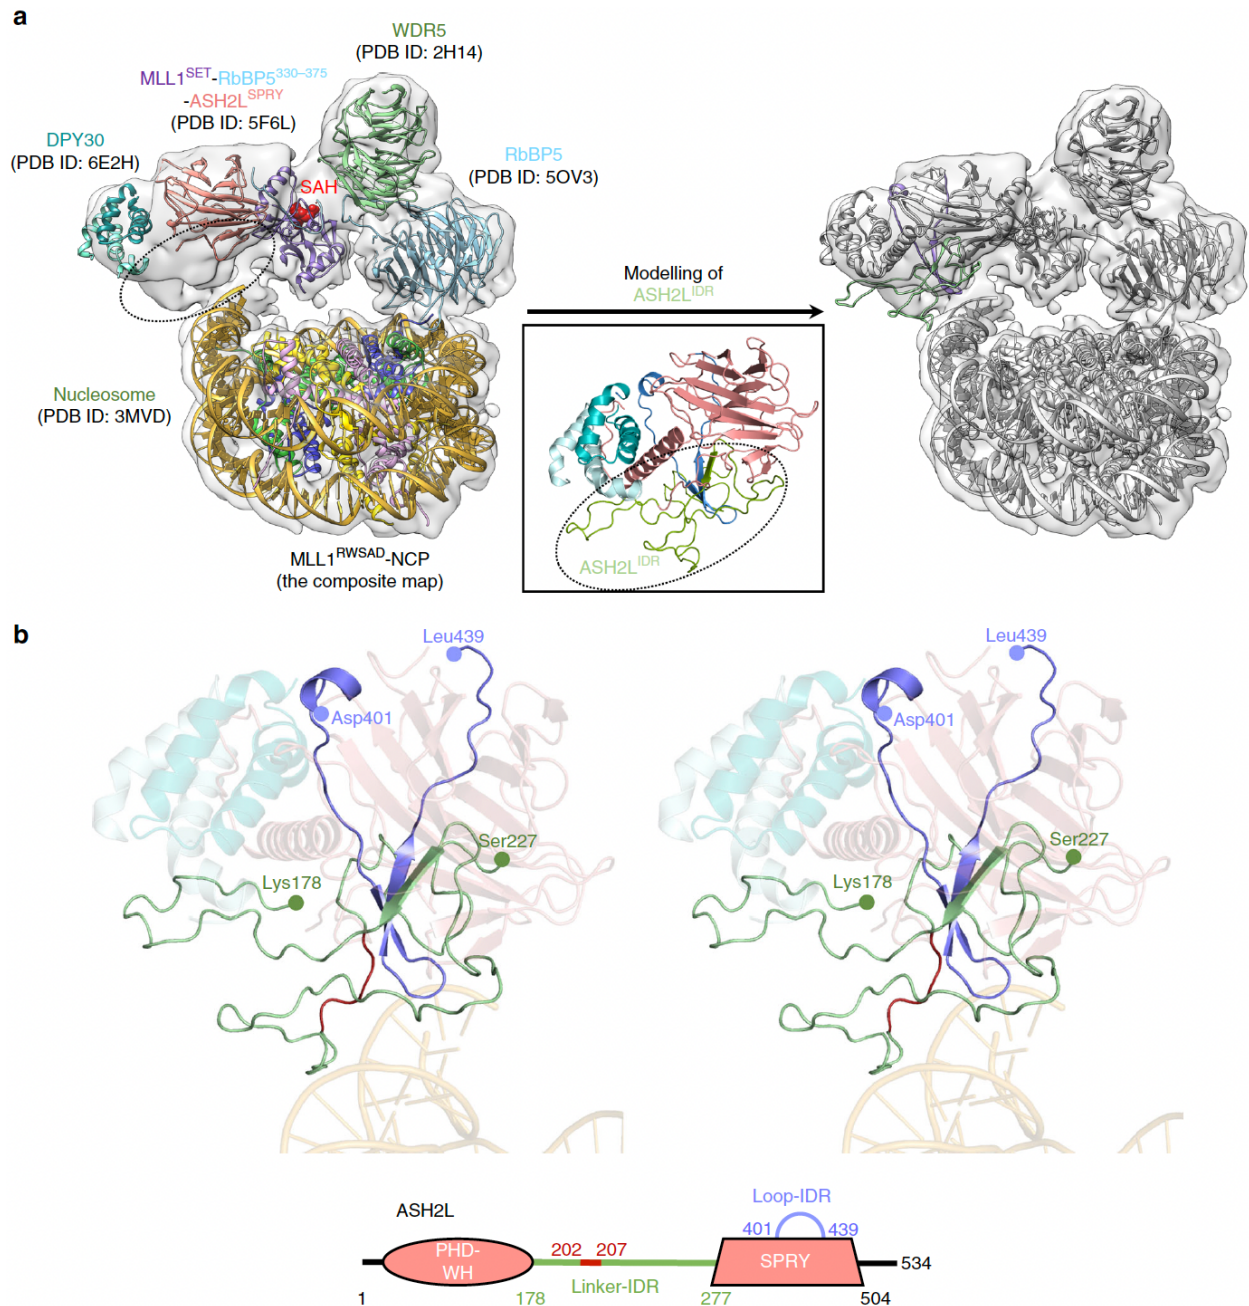 a
WDR5
(PDB ID: 2H14)
MLL1SET-RbBP5330–375
-ASH2LSPRY
(PDB ID: 5F6L)
DPY30
(PDB ID: 6E2H)
SAH
RbBP5
(PDB ID: 5OV3)
Modelling of
ASH2LIDR
Nucleosome
(PDB ID: 3MVD)
ASH2LIDR
MLL1RWSAD-NCP
(the composite map)
b
Leu439
Leu439
Asp401
Asp401
Ser227
Ser227
Lys178
Lys178
Loop-IDR
ASH2L
401 439
PHD-
WH
202 207
SPRY
534
Linker-IDR
1 178 277 504